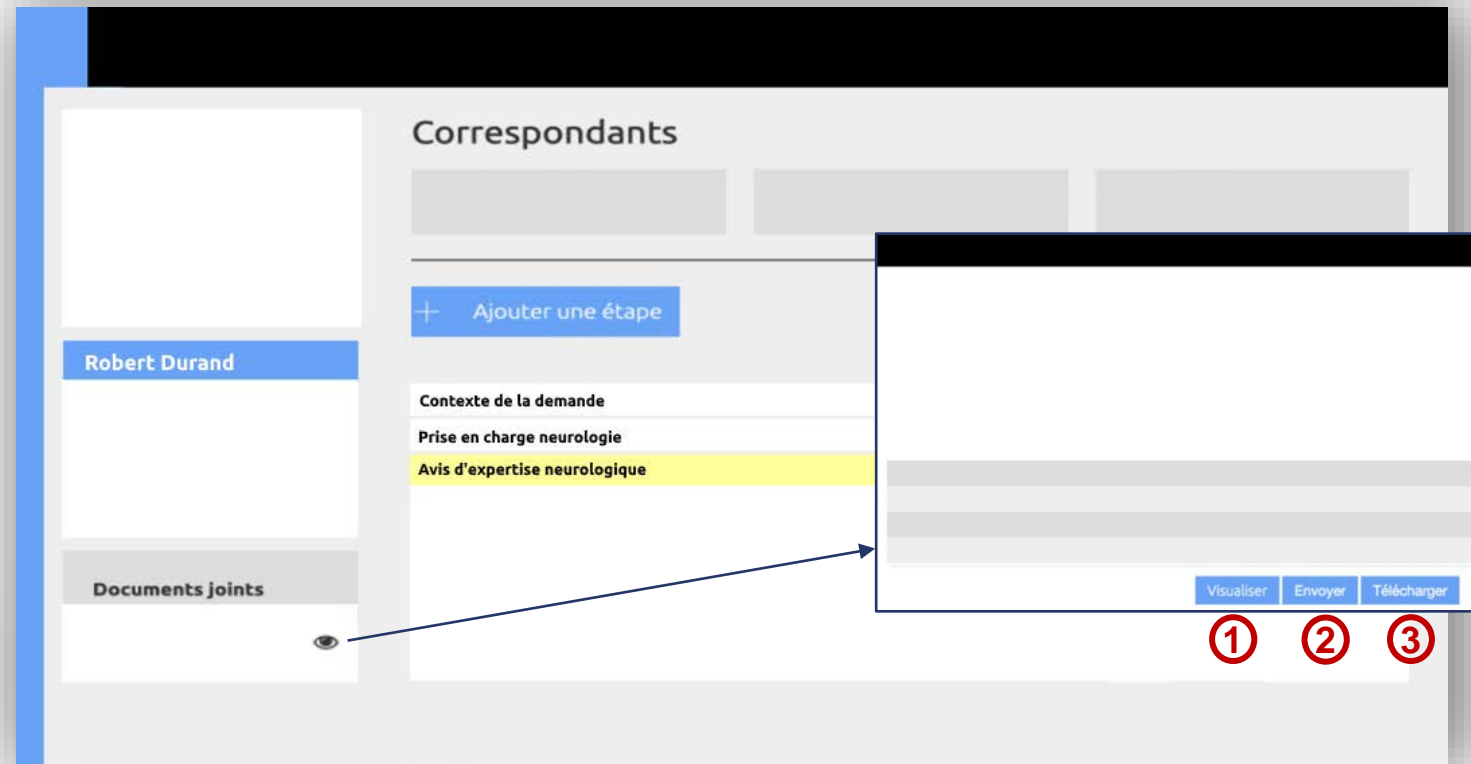 Correspondants
+ Ajouter une étape
Robert Durand
Contexte de la demande
Prise en charge neurologie
Avis d'expertise neurologique
Documents joints
Visualiser Envoyer Télécharger
1 2 3